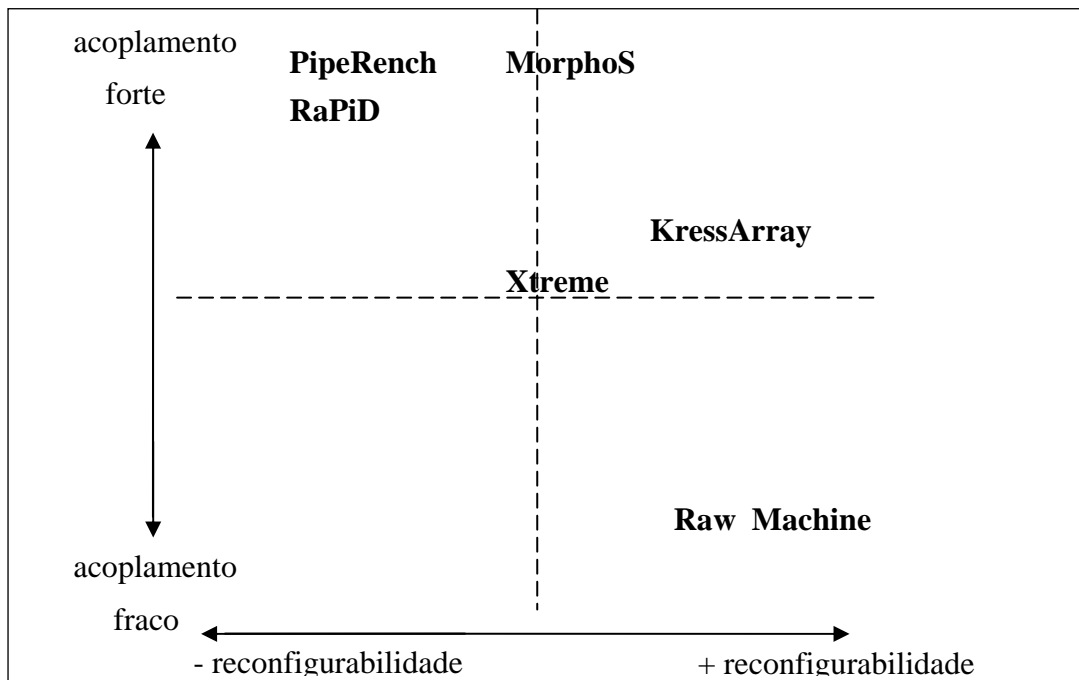 acoplamento
forte
PipeRench MorphoS
RaPiD
KressArray
Xtreme
Raw Machine
acoplamento
fraco
- reconfigurabilidade + reconfigurabilidade